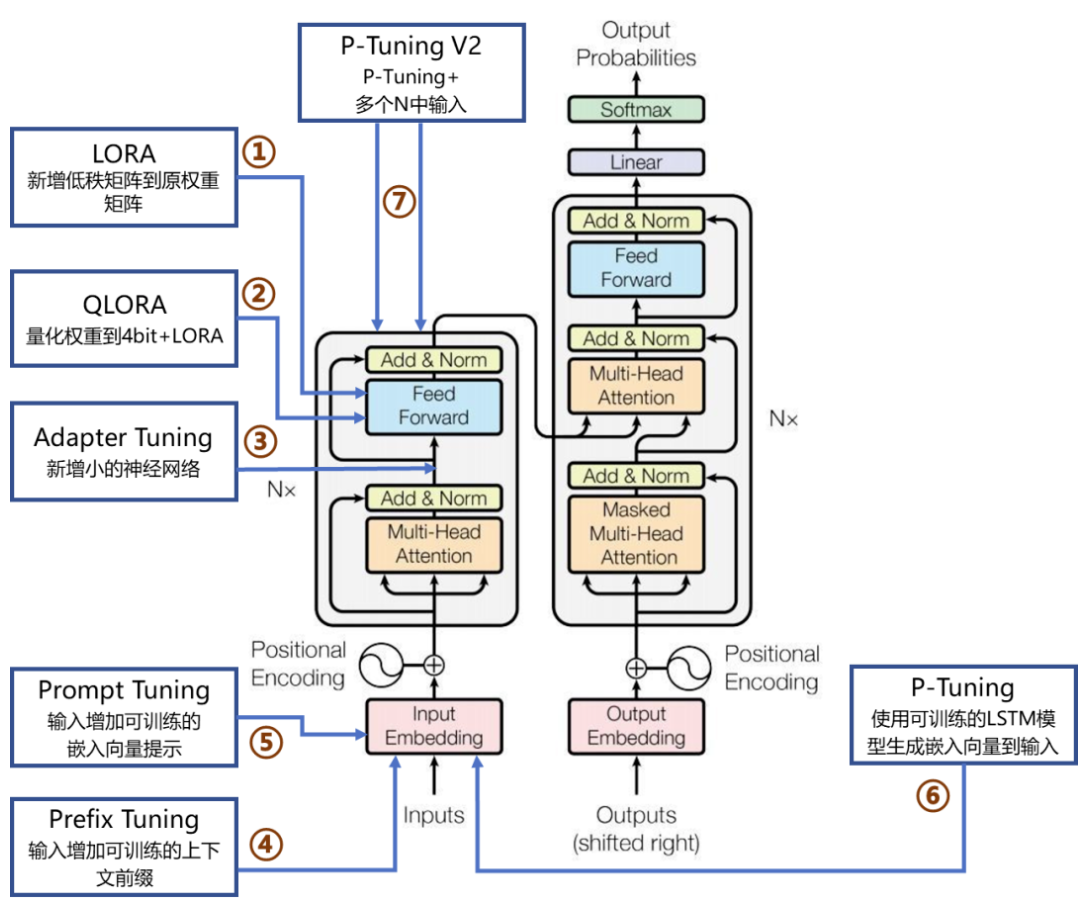 P-Tuning V2
P-Tuning+
多个N中输入
⑦
LORA
新增低秩矩阵到原权重
矩阵
①
QLORA
量化权重到4bit+LORA
②
Adapter Tuning
新增小的神经网络
③
Add & Norm
Feed
Forward
Add & Norm
Multi-Head
Attention
N×
Positional
Encoding
Input
Embedding
Inputs
Prompt Tuning
输入增加可训练的
嵌入向量提示
⑤
Prefix Tuning
输入增加可训练的上下
文前缀
④
Output
Probabilities
Softmax
Linear
Add & Norm
Feed
Forward
Add & Norm
Multi-Head
Attention
N×
Add & Norm
Masked
Multi-Head
Attention
Positional
Encoding
Output
Embedding
Outputs
(shifted right)
P-Tuning
使用可训练的LSTM模
型生成嵌入向量到输入
⑥